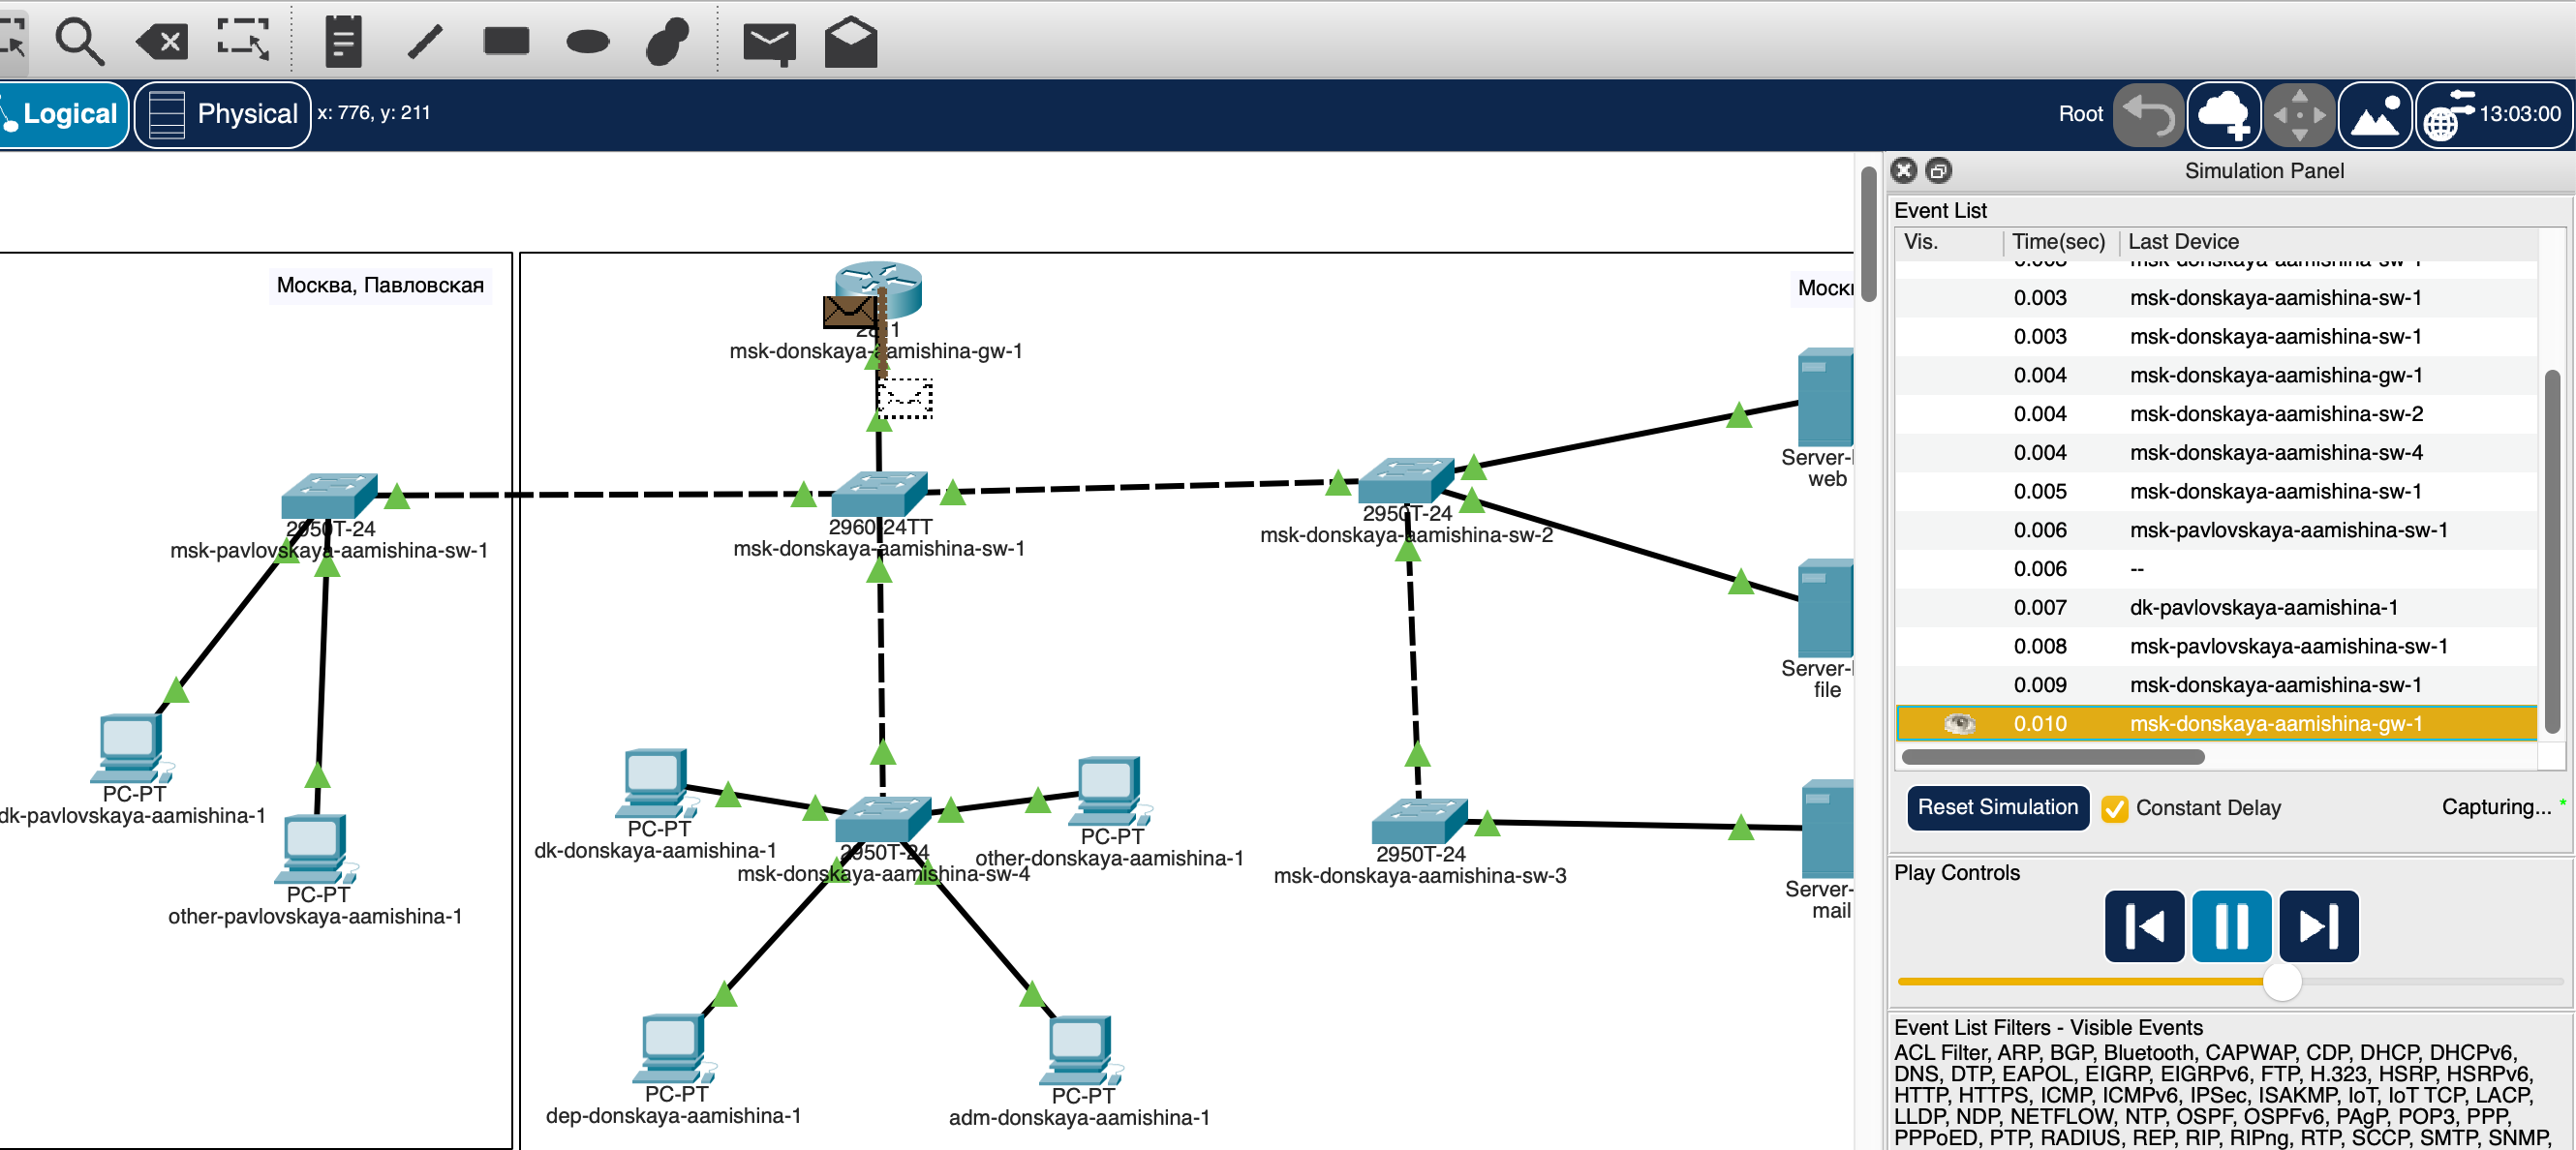 Logical
Physical
x: 776, y: 211
Root
13:03:00
Simulation Panel
Event List
Vis. Time(sec) Last Device
0.003 msk-donskaya-aamishina-sw-1
0.003 msk-donskaya-aamishina-sw-1
0.003 msk-donskaya-aamishina-sw-1
0.004 msk-donskaya-aamishina-gw-1
0.004 msk-donskaya-aamishina-sw-2
0.004 msk-donskaya-aamishina-sw-4
0.005 msk-donskaya-aamishina-sw-1
0.006 msk-pavlovskaya-aamishina-sw-1
0.006 --
0.007 dk-pavlovskaya-aamishina-1
0.008 msk-pavlovskaya-aamishina-sw-1
0.009 msk-donskaya-aamishina-sw-1
0.010 msk-donskaya-aamishina-gw-1
Reset Simulation
Constant Delay
Capturing... *
Play Controls
Event List Filters - Visible Events
ACL Filter, ARP, BGP, Bluetooth, CAPWAP, CDP, DHCP, DHCPv6,
DNS, DTP, EAPOL, EIGRP, EIGRPv6, FTP, H.323, HSRP, HSRPv6,
HTTP, HTTPS, ICMP, ICMPv6, IPSec, ISAKMP, IoT, IoT TCP, LACP,
LLDP, NDP, NETFLOW, NTP, OSPF, OSPFv6, PAgP, POP3, PPP,
PPPoED, PTP, RADIUS, REP, RIP, RIPng, RTP, SCCP, SMTP, SNMP,
Москва, Павловская
2950T-24
msk-pavlovskaya-aamishina-sw-1
PC-PT
dk-pavlovskaya-aamishina-1
PC-PT
other-pavlovskaya-aamishina-1
msk-donskaya-aamishina-gw-1
2960-24TT
msk-donskaya-aamishina-sw-1
2950T-24
msk-donskaya-aamishina-sw-2
Server-
web
Server-
file
PC-PT
dk-donskaya-aamishina-1
2950T-24
msk-donskaya-aamishina-sw-4
PC-PT
other-donskaya-aamishina-1
2950T-24
msk-donskaya-aamishina-sw-3
Server-
mail
PC-PT
dep-donskaya-aamishina-1
PC-PT
adm-donskaya-aamishina-1